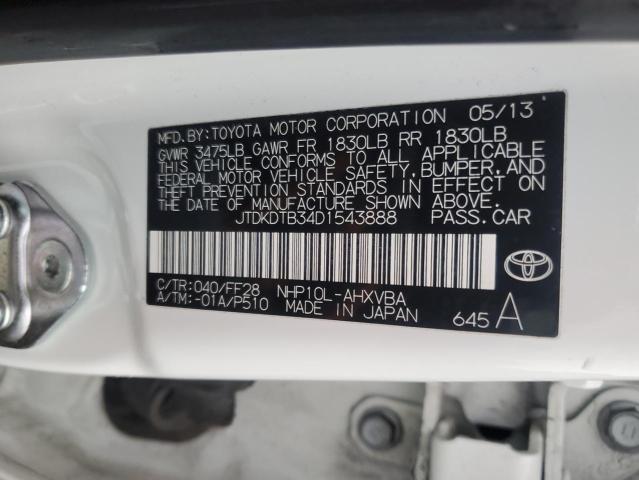 MFD. BY: TOYOTA MOTOR CORPORATION 05/13
GVWR 3475LB GAWR FR 1830LB RR 1830LB
THIS VEHICLE CONFORMS TO ALL APPLICABLE
FEDERAL MOTOR VEHICLE SAFETY, BUMPER, AND
THEFT PREVENTION STANDARDS IN EFFECT ON
THE DATE OF MANUFACTURE SHOWN ABOVE.
JTDKDTB34D1543888 PASS. CAR
C/TR: 040/FF28 NHP10L-AHXVBA
A/TM: -01A/P510 MADE IN JAPAN 645 A